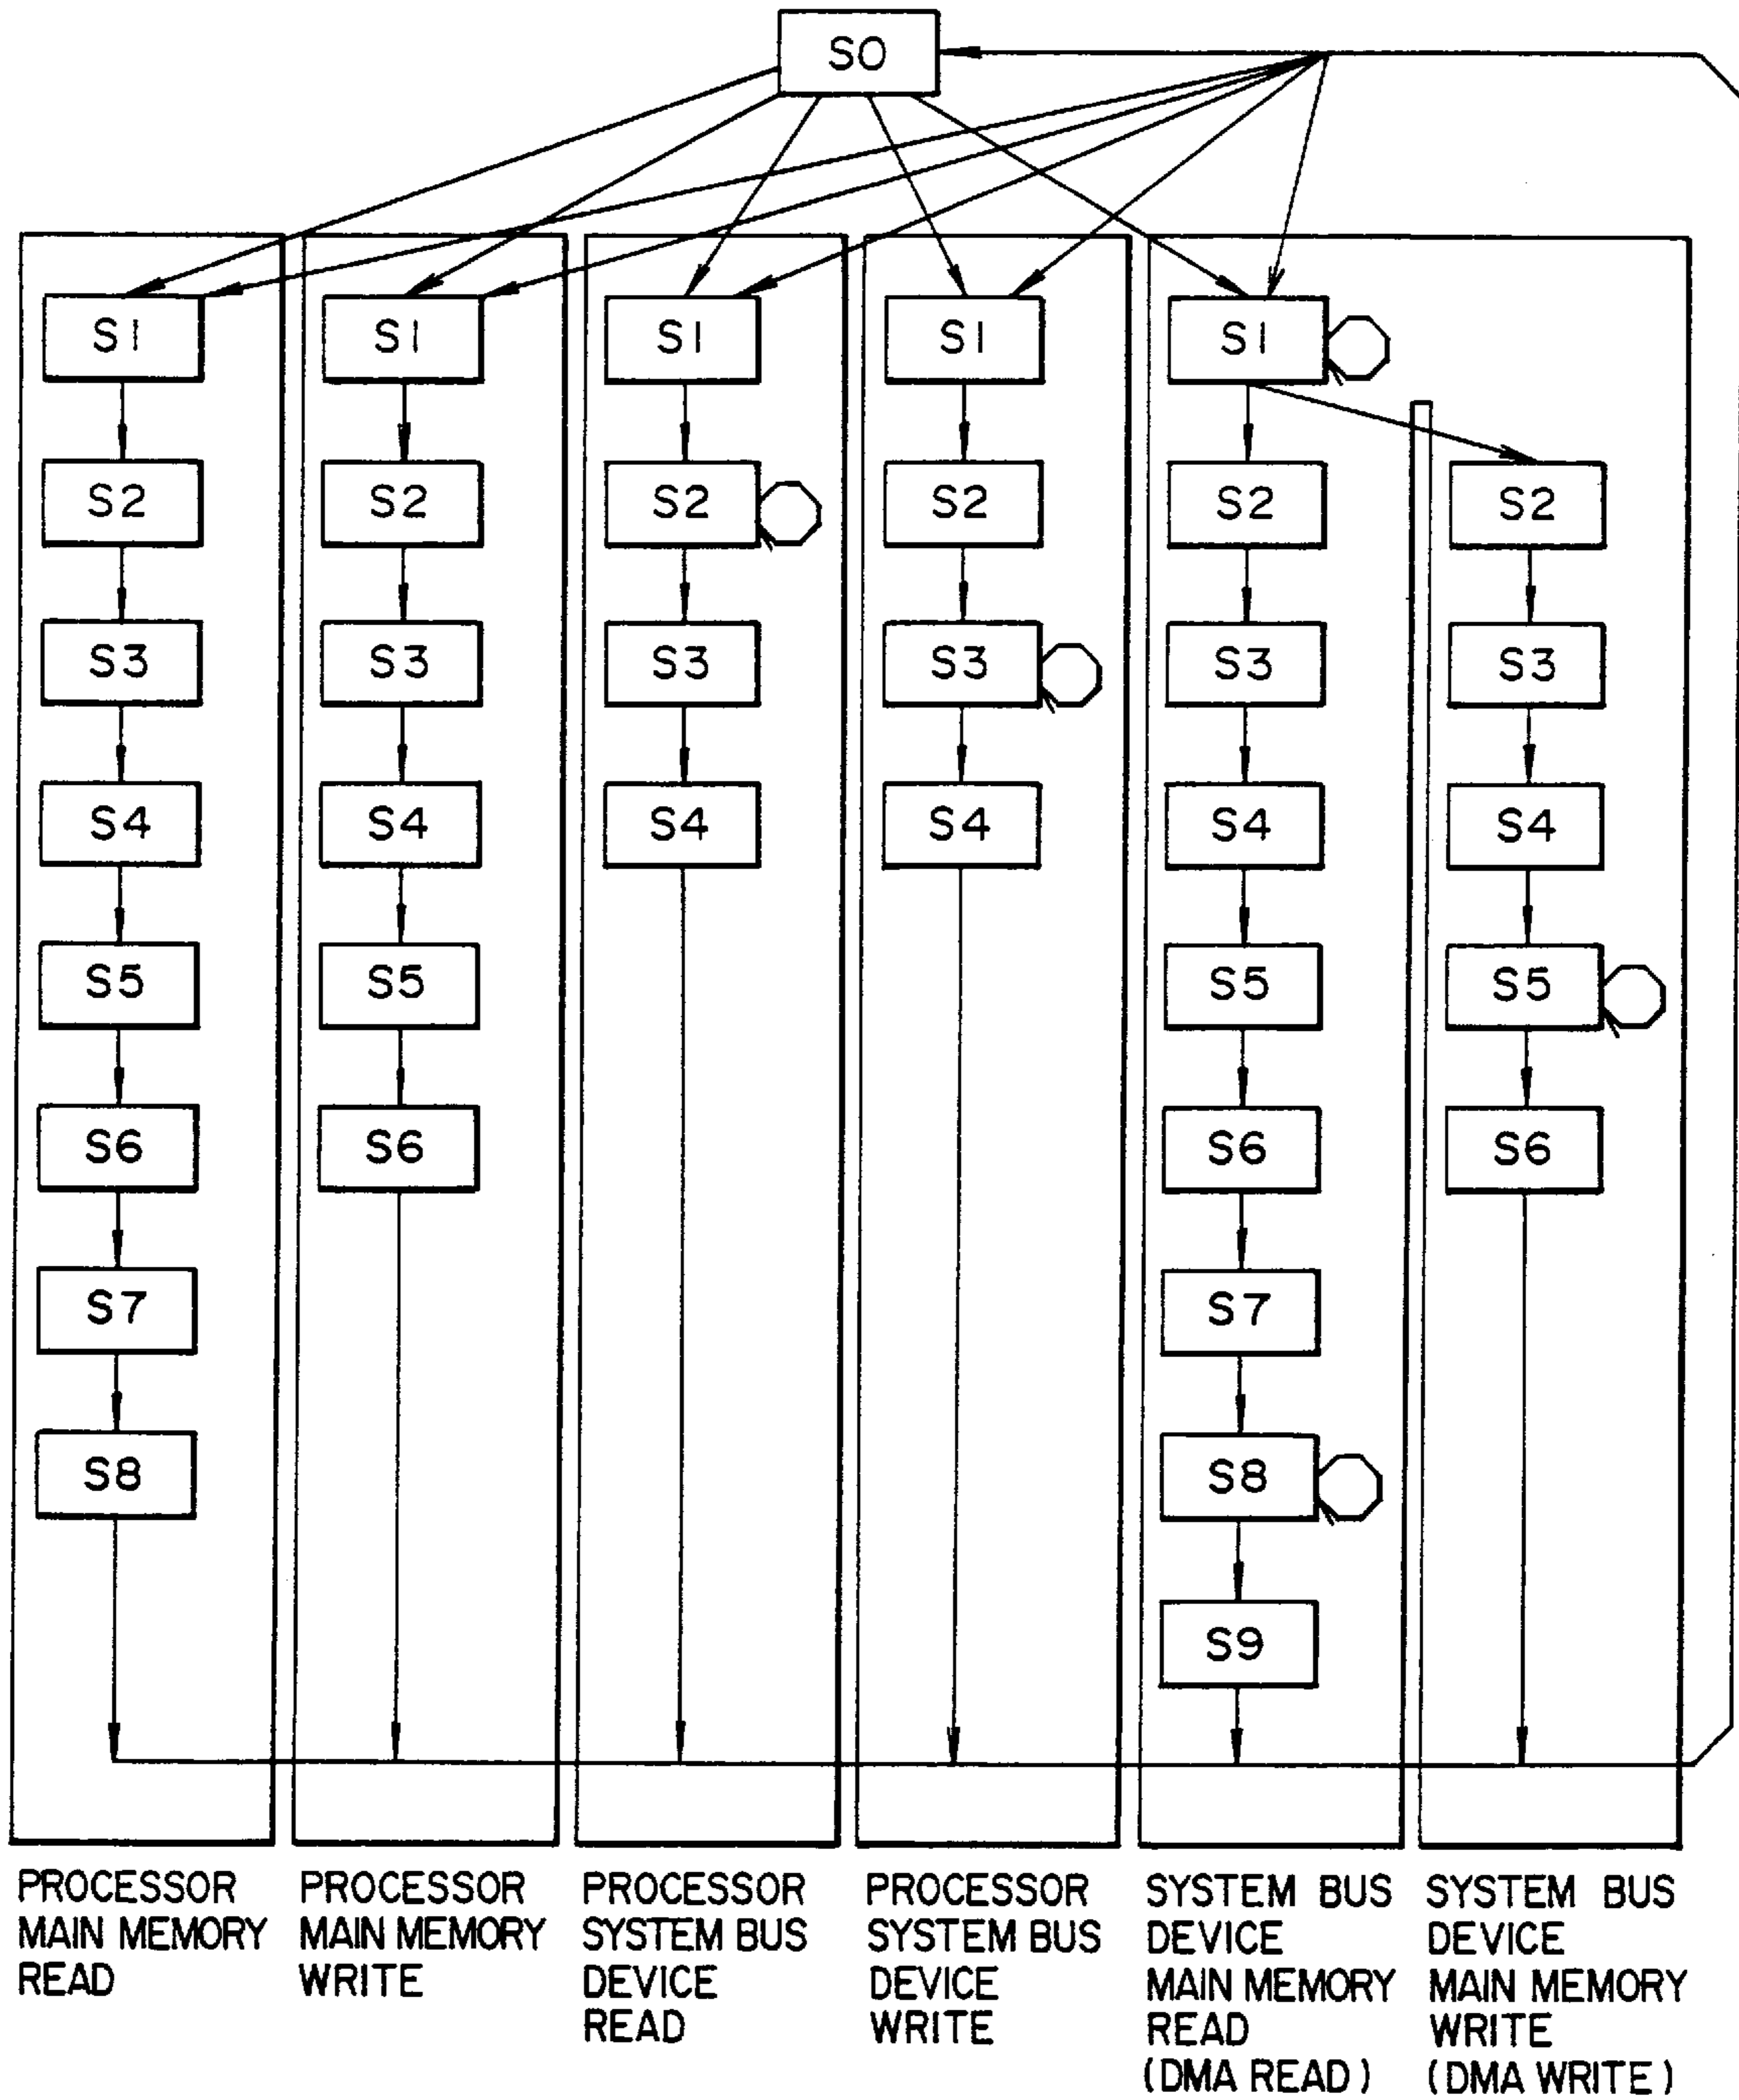 S0
S1 S1 S1 S1 S1
S2 S2 S2 S2 S2 S2
S3 S3 S3 S3 S3 S3
S4 S4 S4 S4 S4 S4
S5 S5 S5 S5
S6 S6 S6 S6
S7 S7
S8 S8
S9
PROCESSOR
MAIN MEMORY
READ
PROCESSOR
MAIN MEMORY
WRITE
PROCESSOR
SYSTEM BUS
DEVICE
READ
PROCESSOR
SYSTEM BUS
DEVICE
WRITE
SYSTEM BUS
DEVICE
MAIN MEMORY
READ
(DMA READ)
SYSTEM BUS
DEVICE
MAIN MEMORY
WRITE
(DMA WRITE)